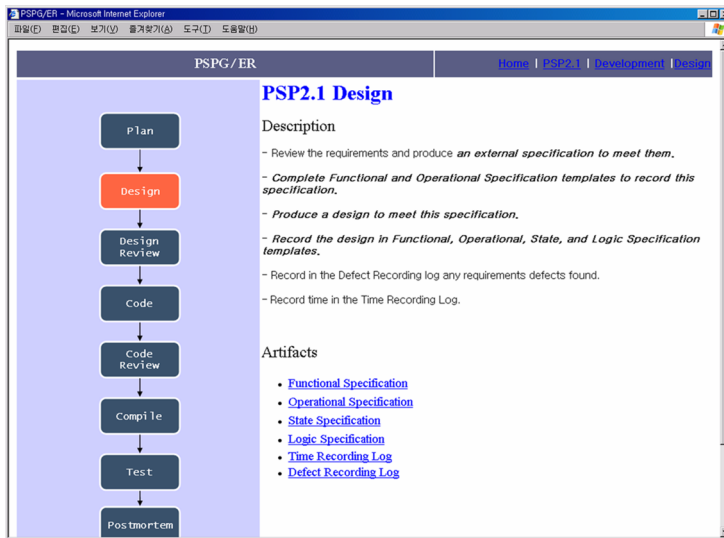 PSPG/ER - Microsoft Internet Explorer
파일(F) 편집(E) 보기(V) 즐겨찾기(A) 도구(T) 도움말(H)
PSPG/ER
Home | PSP2.1 | Development |Design
Plan
Design
Design
Review
Code
Code
Review
Compile
Test
Postmortem
PSP2.1 Design
Description
- Review the requirements and produce an external specification to meet them.
- Complete Functional and Operational Specification templates to record this
specification.
- Produce a design to meet this specification.
- Record the design in Functional, Operational, State, and Logic Specification
templates.
- Record in the Defect Recording log any requirements defects found.
- Record time in the Time Recording Log.
Artifacts
• Functional Specification
• Operational Specification
• State Specification
• Logic Specification
• Time Recording Log
• Defect Recording Log